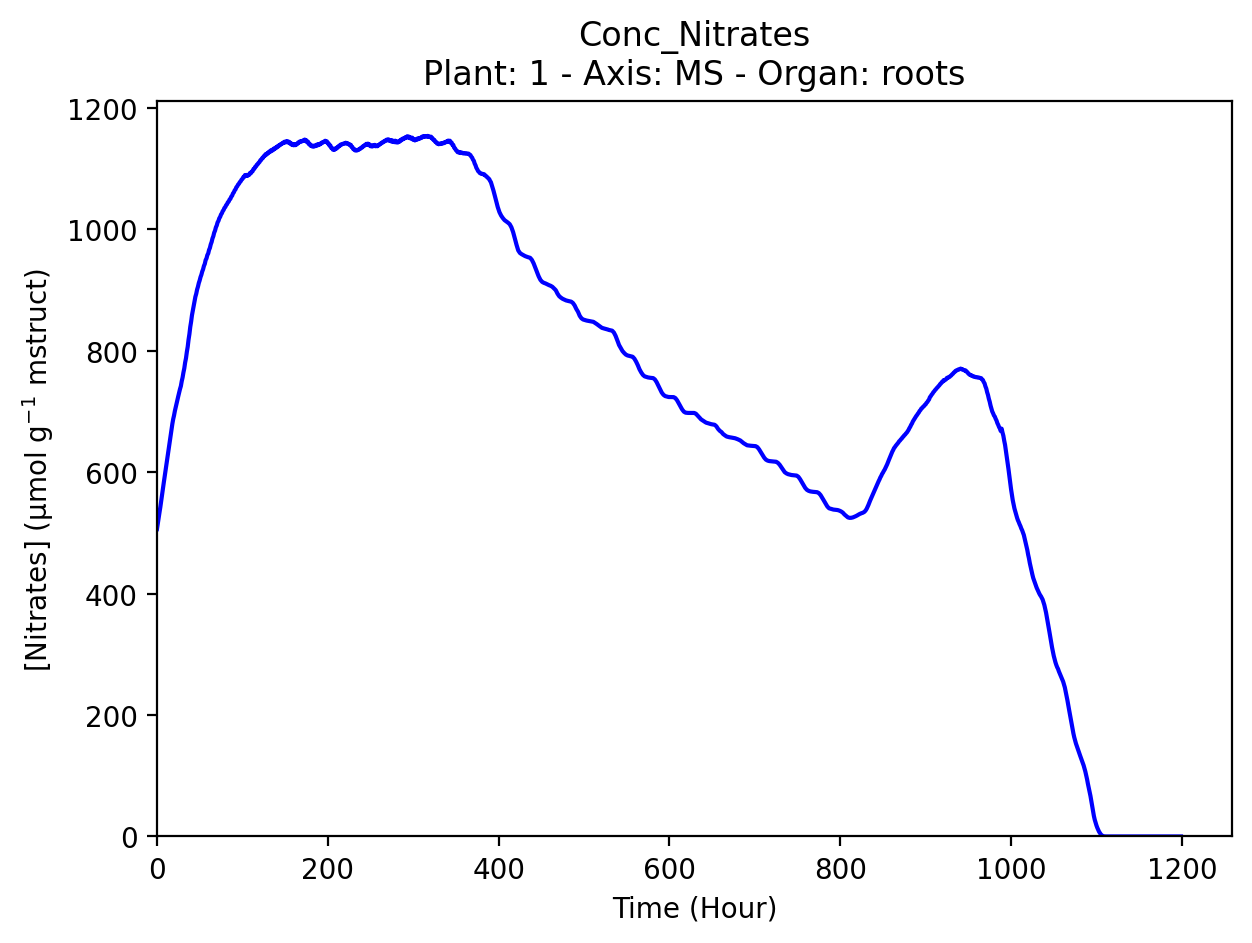 Conc_Nitrates
Plant: 1 - Axis: MS - Organ: roots
1200
1000
800
600
400
200
0
[Nitrates] (µmol g⁻¹ mstruct)
0 200 400 600 800 1000 1200
Time (Hour)